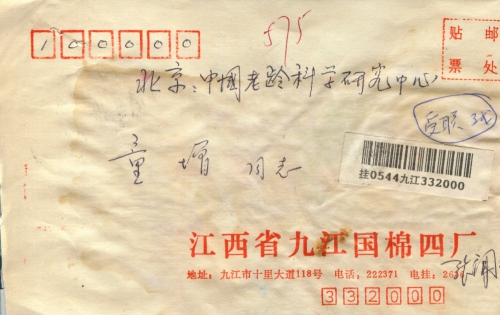 100000
575
贴邮
票处
北京:中国老龄科学研究中心
童增 同志
挂0544九江332000
江西省九江国棉四厂
地址:九江市十里大道118号 电话:222371 电挂:
332000